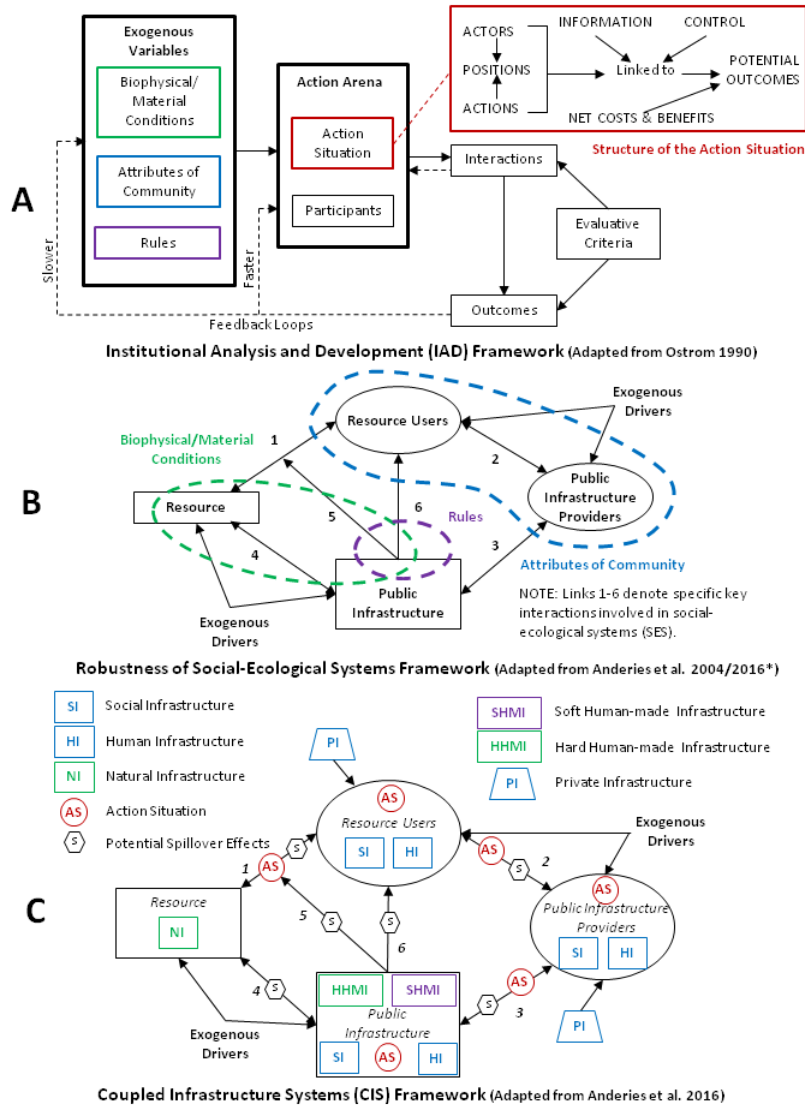 Exogenous
Variables
Biophysical/
Material
Conditions
Attributes of
Community
Rules
Action Arena
Action
Situation
Participants
ACTORS
POSITIONS
ACTIONS
INFORMATION
CONTROL
Linked to
POTENTIAL
OUTCOMES
NET COSTS & BENEFITS
Structure of the Action Situation
Interactions
Evaluative
Criteria
Outcomes
A
Slower
Faster
Feedback Loops
Institutional Analysis and Development (IAD) Framework (Adapted from Ostrom 1990)
Exogenous
Drivers
Resource Users
Biophysical/Material
Conditions
1
2
Public
Infrastructure
Providers
B
Resource
5
6
Rules
4
3
Public
Infrastructure
Attributes of Community
NOTE: Links 1-6 denote specific key
interactions involved in social-
ecological systems (SES).
Exogenous
Drivers
Robustness of Social-Ecological Systems Framework (Adapted from Anderies et al. 2004/2016*)
SI Social Infrastructure
HI Human Infrastructure
NI Natural Infrastructure
AS Action Situation
S Potential Spillover Effects
SHMI Soft Human-made Infrastructure
HHMI Hard Human-made Infrastructure
PI Private Infrastructure
PI
AS
Resource Users
SI HI
Exogenous
Drivers
1 AS S
AS S 2
C
Resource
NI
5 S
S 6
AS
Public Infrastructure
Providers
SI HI
4 S
S AS 3
HHMI SHMI
Public
Infrastructure
SI AS HI
PI
Exogenous
Drivers
Coupled Infrastructure Systems (CIS) Framework (Adapted from Anderies et al. 2016)